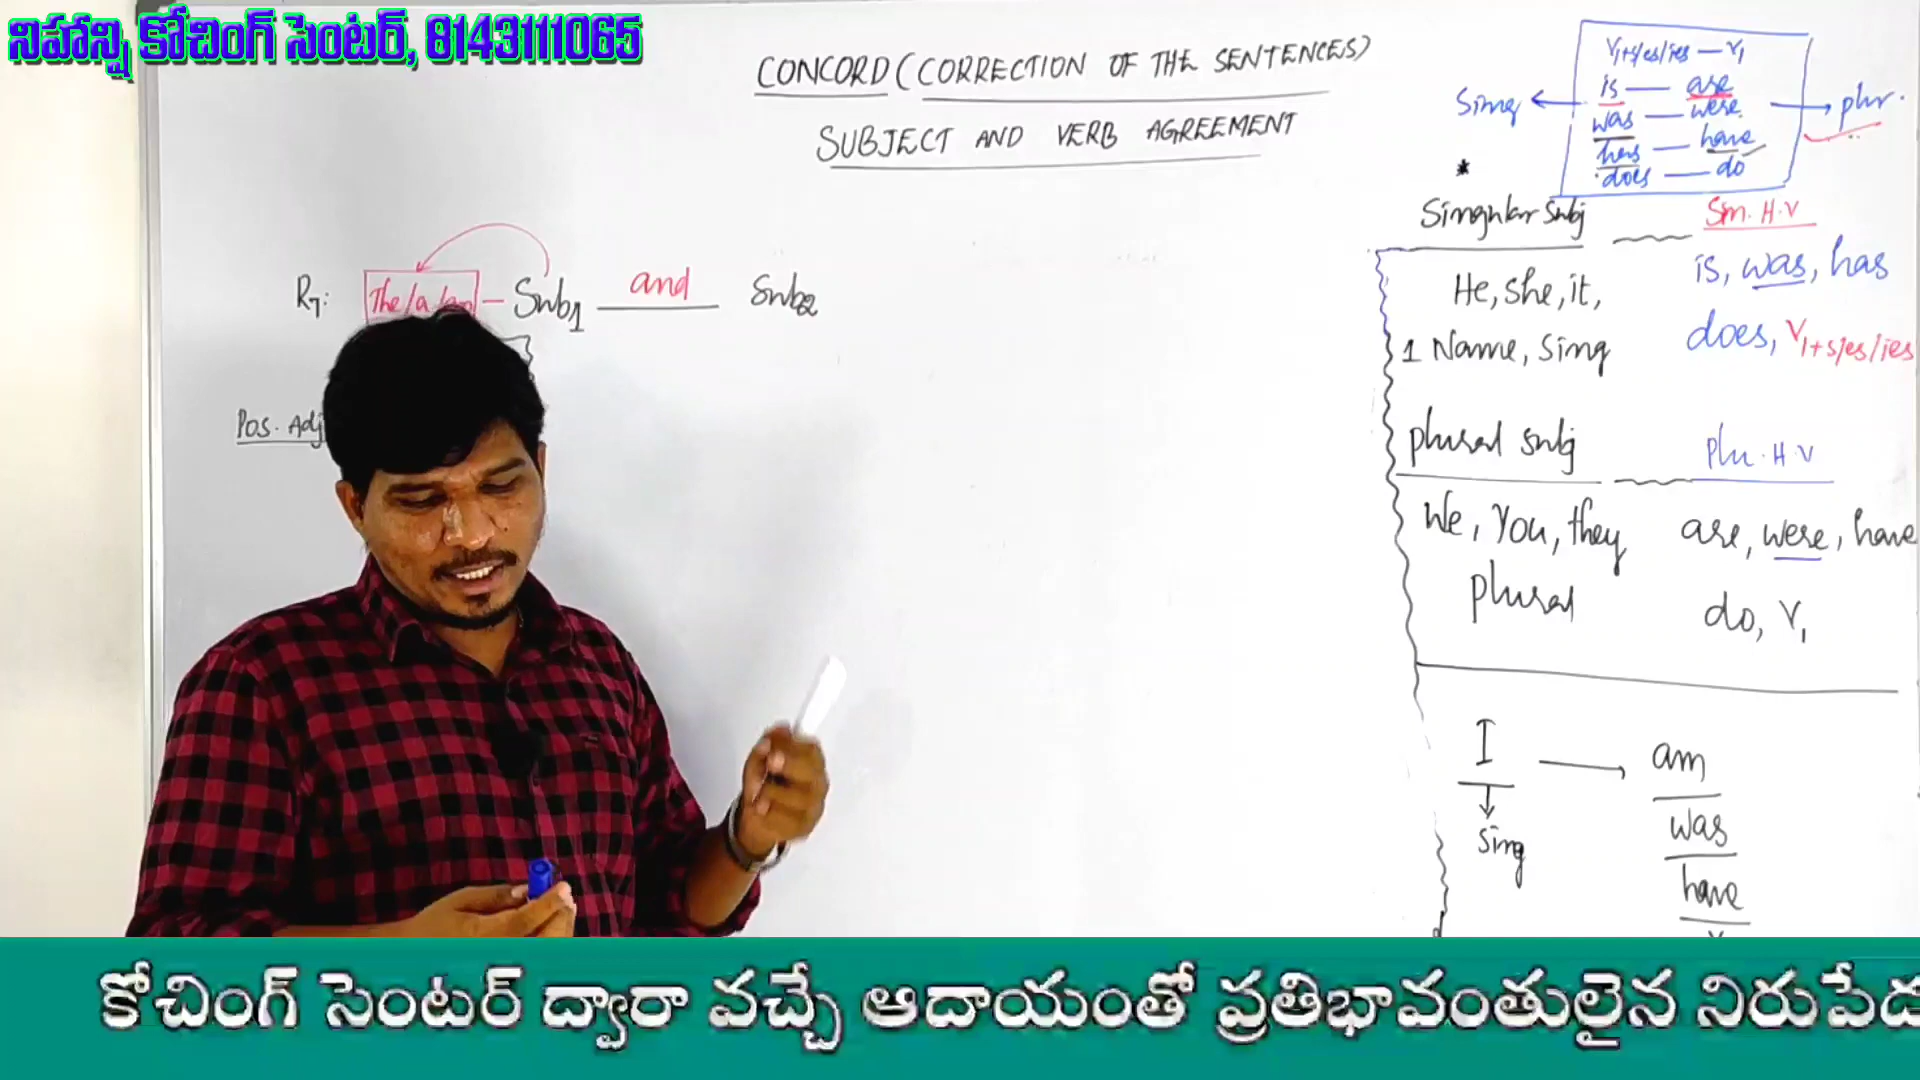 నిహాన్ని కోచింగ్ సెంటర్, 8143111065
CONCORD (CORRECTION OF THE SENTENCES)
SUBJECT AND VERB AGREEMENT
V1+s/es/ies — V1
is — are
was — were
has — have
does — do
Sing
plu.
*
Singular Subj
Sin. H.V
He, she, it,
1 Name, Sing
is, was, has
does, V1+s/es/ies
plural Subj
Plu. H.V
We, You, they
plural
are, were, have
do, V1
I
am
Sing
was
have
The/a/an — Sub1 and Sub2
Pos. Adj
కోచింగ్ సెంటర్ ద్వారా వచ్చే ఆదాయంతో ప్రతిభావంతులైన నిరుపేద